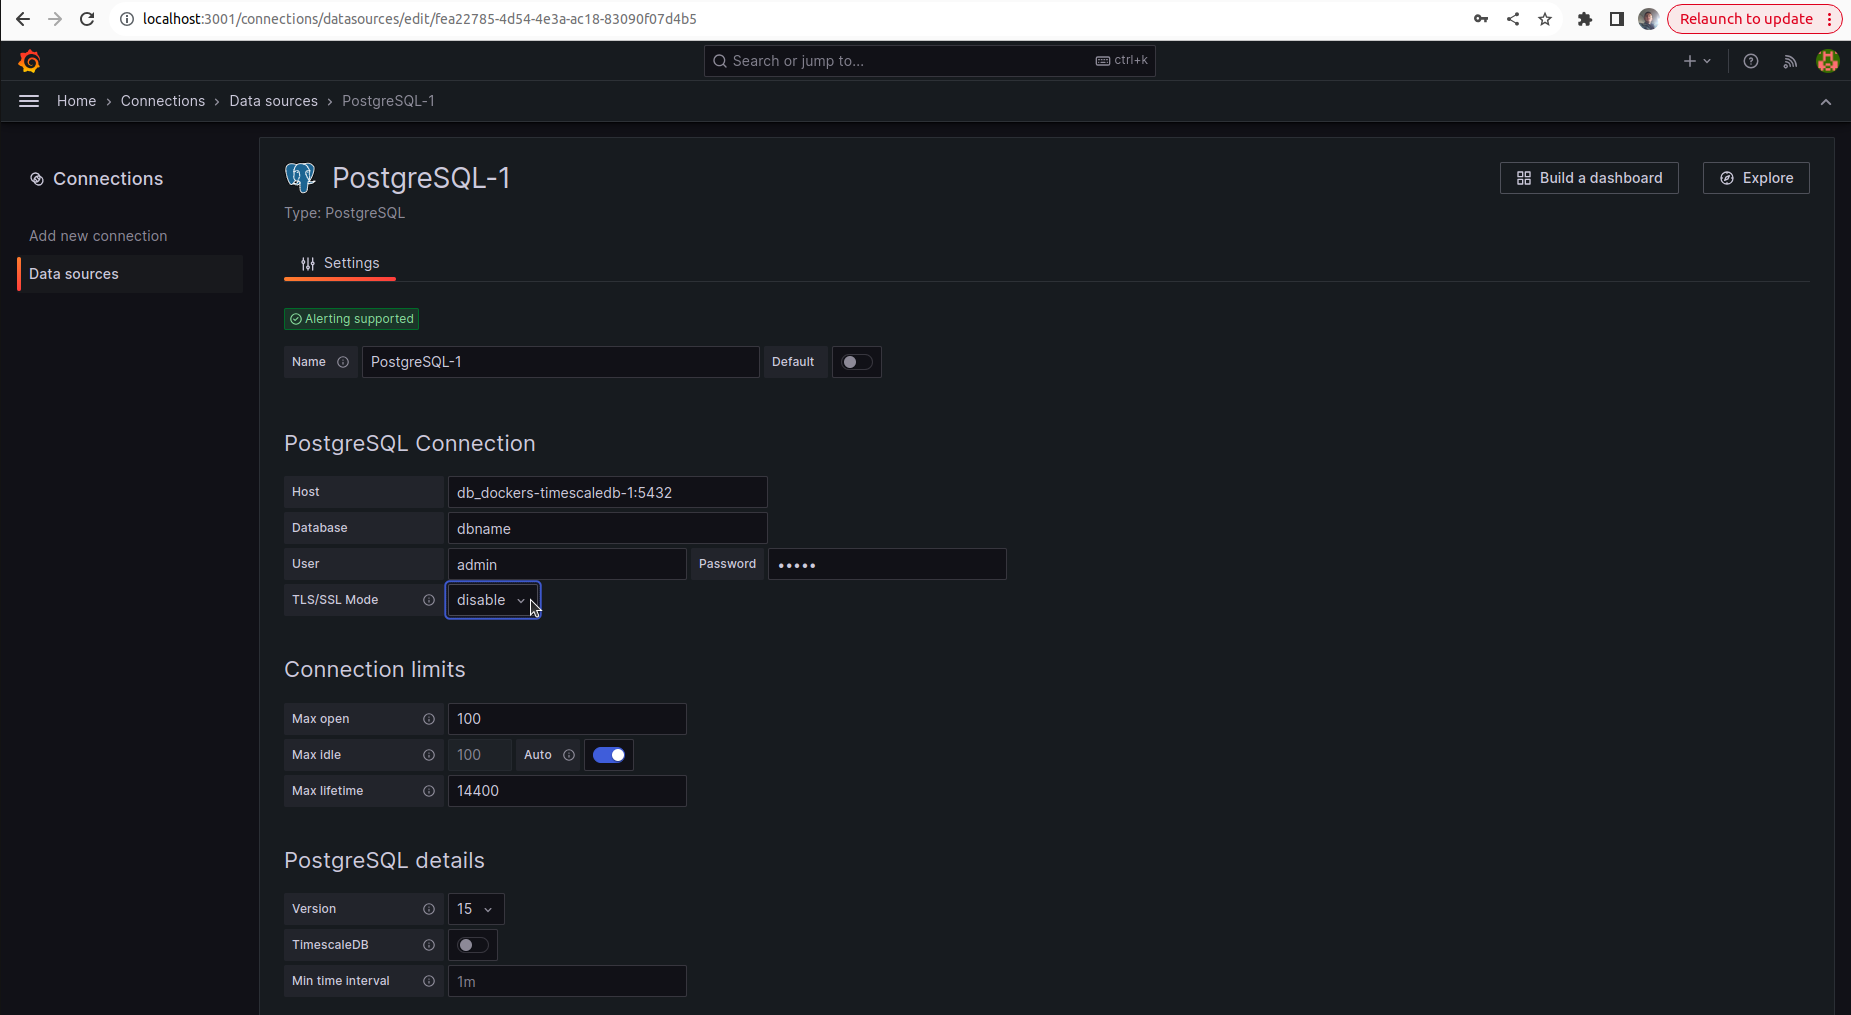 localhost:3001/connections/datasources/edit/fea22785-4d54-4e3a-ac18-83090f07d4b5
Relaunch to update
Search or jump to...
ctrl+k
Home › Connections › Data sources › PostgreSQL-1
Connections
Add new connection
Data sources
PostgreSQL-1
Type: PostgreSQL
Build a dashboard
Explore
Settings
Alerting supported
Name PostgreSQL-1 Default
PostgreSQL Connection
Host db_dockers-timescaledb-1:5432
Database dbname
User admin Password •••••
TLS/SSL Mode disable
Connection limits
Max open 100
Max idle 100 Auto
Max lifetime 14400
PostgreSQL details
Version 15
TimescaleDB
Min time interval 1m